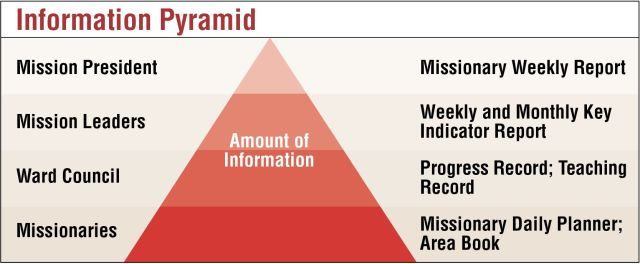 Information Pyramid
Mission President
Missionary Weekly Report
Mission Leaders
Weekly and Monthly Key
Indicator Report
Amount of
Information
Ward Council
Progress Record; Teaching
Record
Missionaries
Missionary Daily Planner;
Area Book